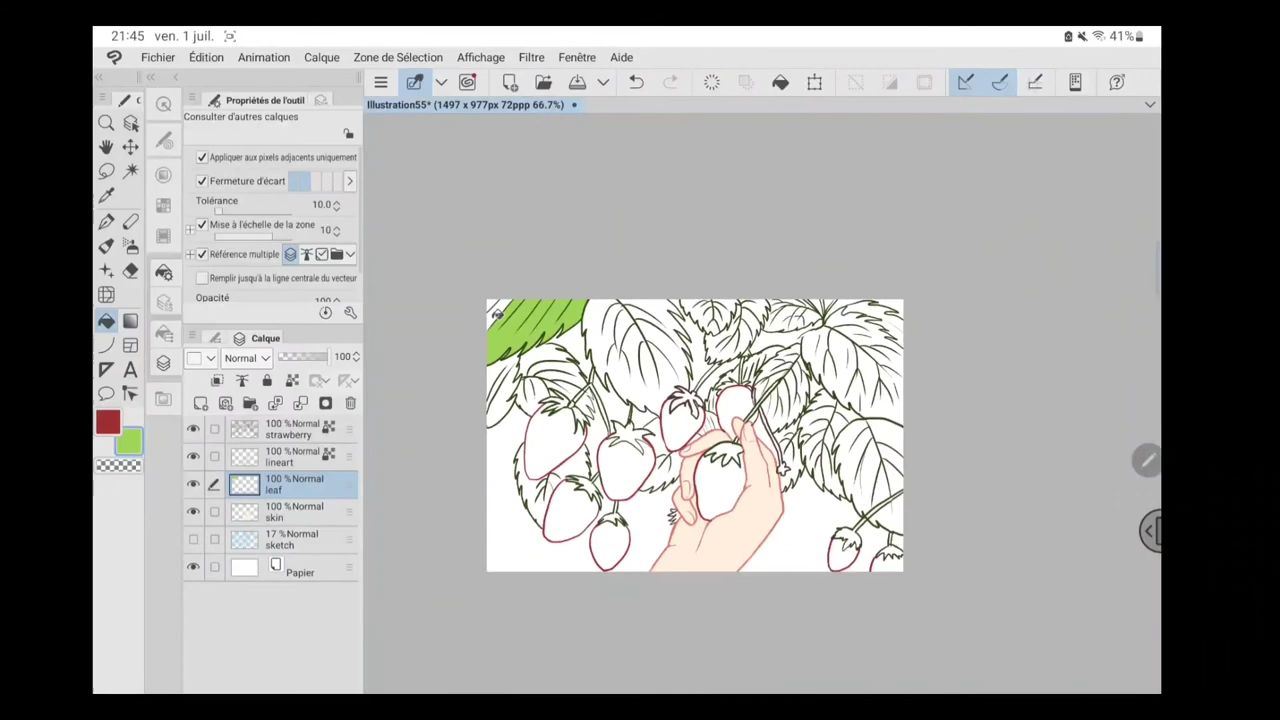 21:45 ven. 1 juil. 41%
Fichier Édition Animation Calque Zone de Sélection Affichage Filtre Fenêtre Aide
Propriétés de l'outil
Illustration55* (1497 x 977px 72ppp 66.7%)
Consulter d'autres calques
Appliquer aux pixels adjacents uniquement
Fermeture d'écart
Tolérance 10.0
Mise à l'échelle de la zone 10
Référence multiple
Remplir jusqu'à la ligne centrale du vecteur
Opacité 100
Calque
Normal 100
100 %Normal
strawberry
100 %Normal
lineart
100 %Normal
leaf
100 %Normal
skin
17 %Normal
sketch
Papier